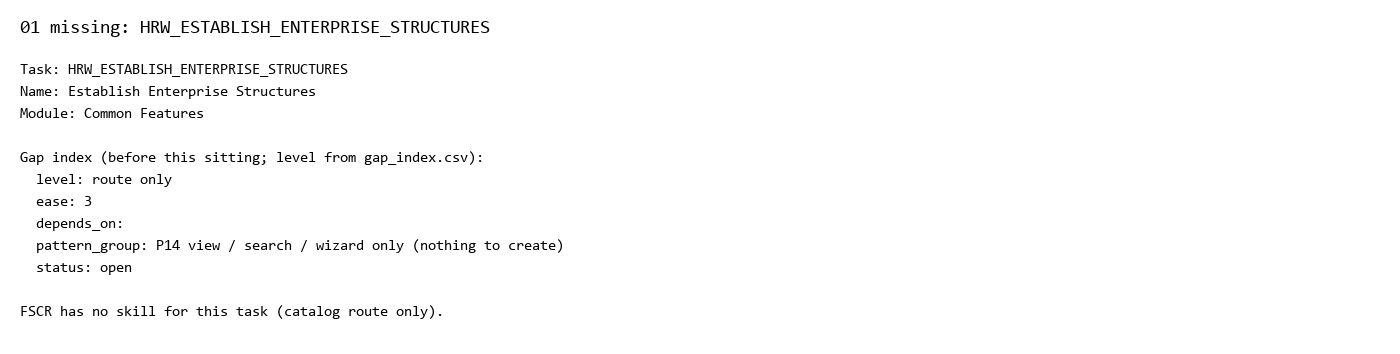 01 missing: HRW_ESTABLISH_ENTERPRISE_STRUCTURES
Task: HRW_ESTABLISH_ENTERPRISE_STRUCTURES
Name: Establish Enterprise Structures
Module: Common Features
Gap index (before this sitting; level from gap_index.csv):
level: route only
ease: 3
depends_on:
pattern_group: P14 view / search / wizard only (nothing to create)
status: open
FSCR has no skill for this task (catalog route only).